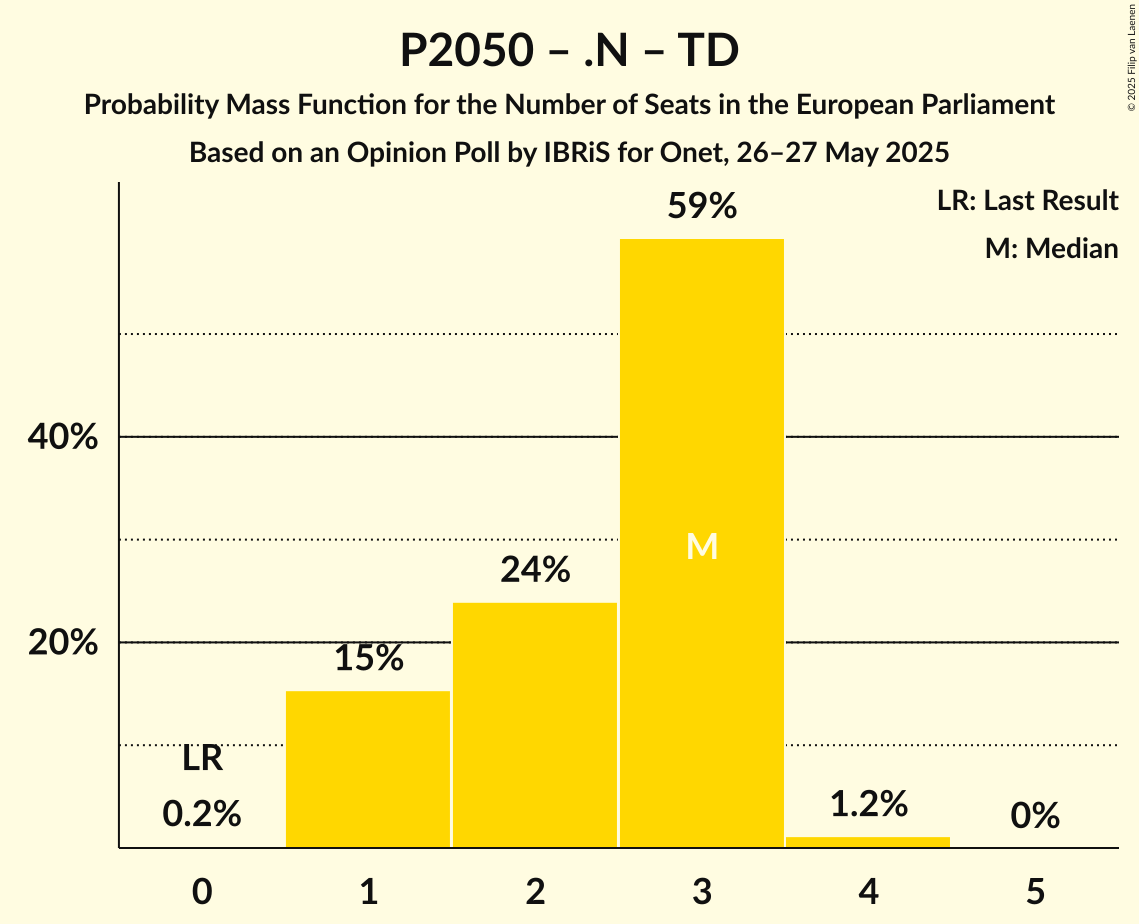 P2050 – .N – TD
Probability Mass Function for the Number of Seats in the European Parliament
Based on an Opinion Poll by IBRiS for Onet, 26–27 May 2025
© 2025 Filip van Laenen
LR: Last Result
M: Median
59%
40%
M
24%
20%
15%
LR
0.2%
1.2%
0%
0 1 2 3 4 5